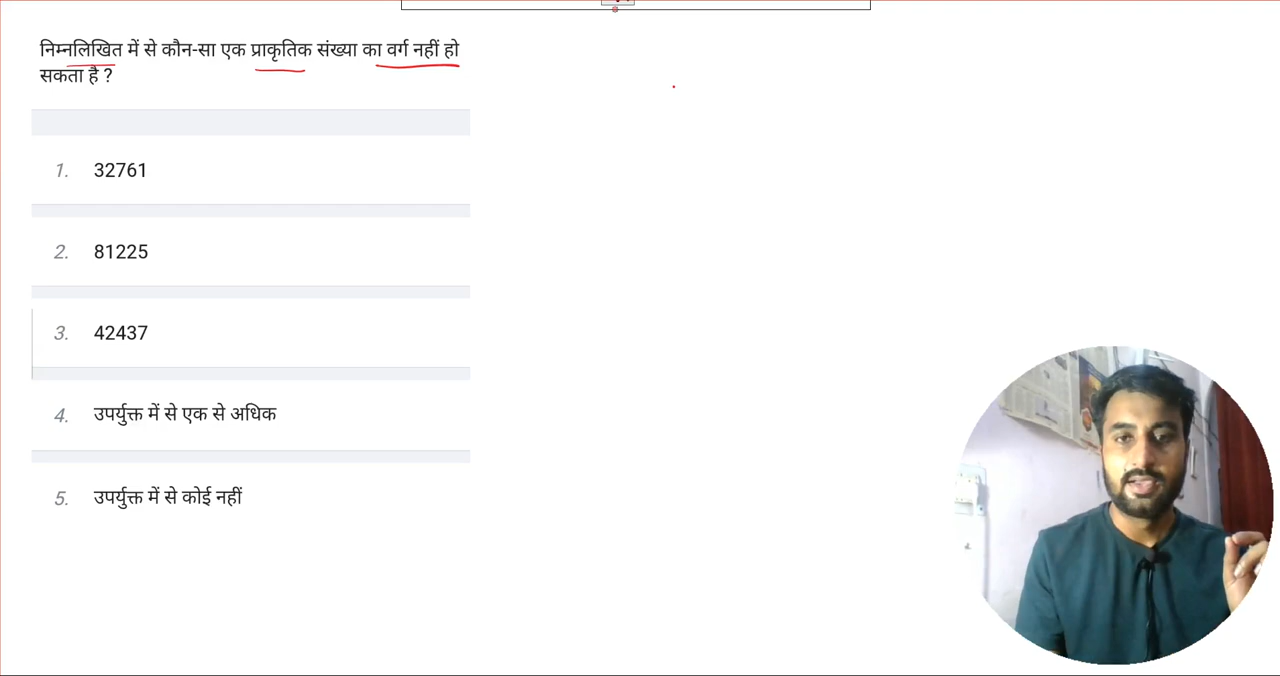 निम्नलिखित में से कौन-सा एक प्राकृतिक संख्या का वर्ग नहीं हो
सकता है ?
1. 32761
2. 81225
3. 42437
4. उपर्युक्त में से एक से अधिक
5. उपर्युक्त में से कोई नहीं